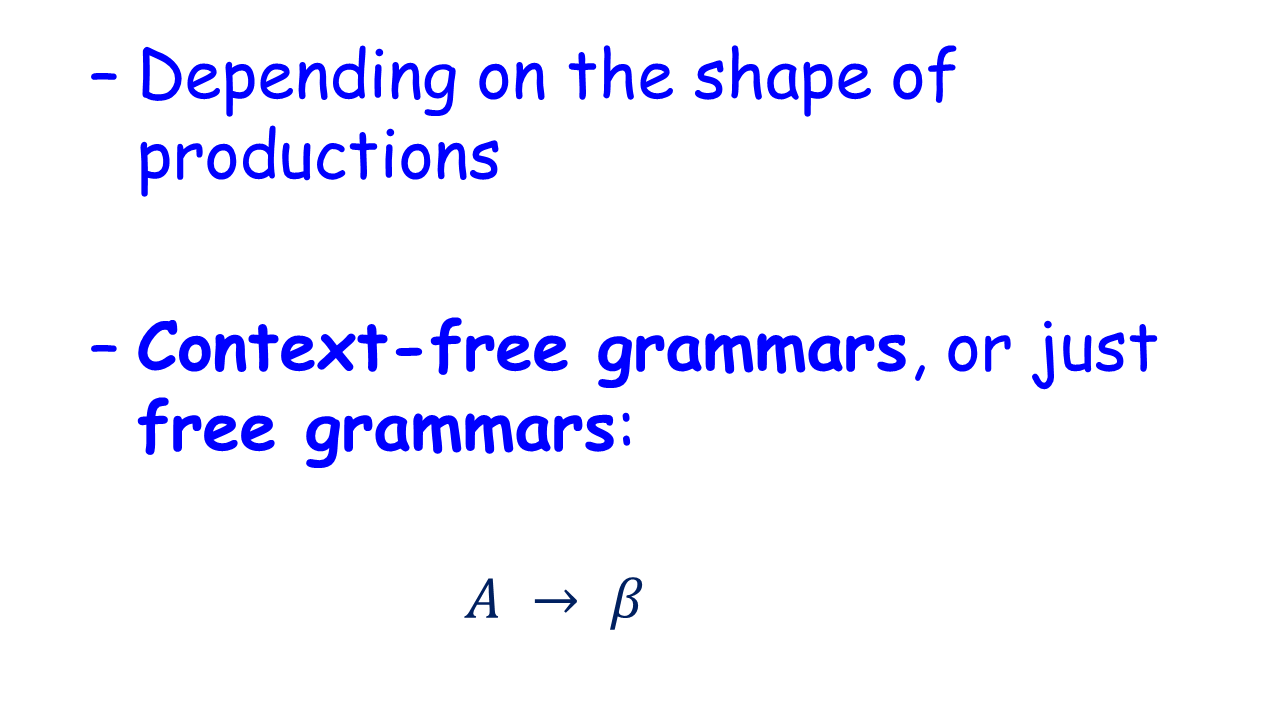 – Depending on the shape of
productions
– Context-free grammars, or just
free grammars:
A → β